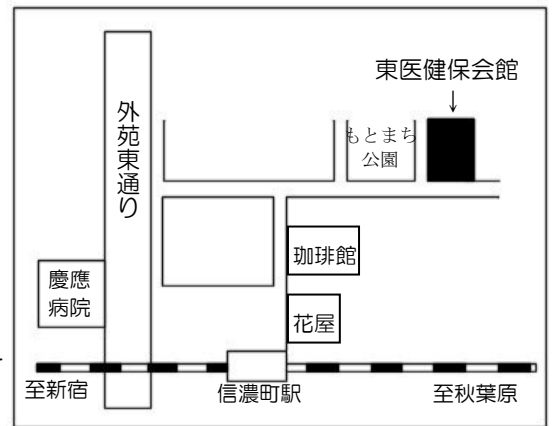 東医健保会館
↓
外苑東通り
もとまち
公園
珈琲館
慶應
病院
花屋
至新宿
信濃町駅
至秋葉原